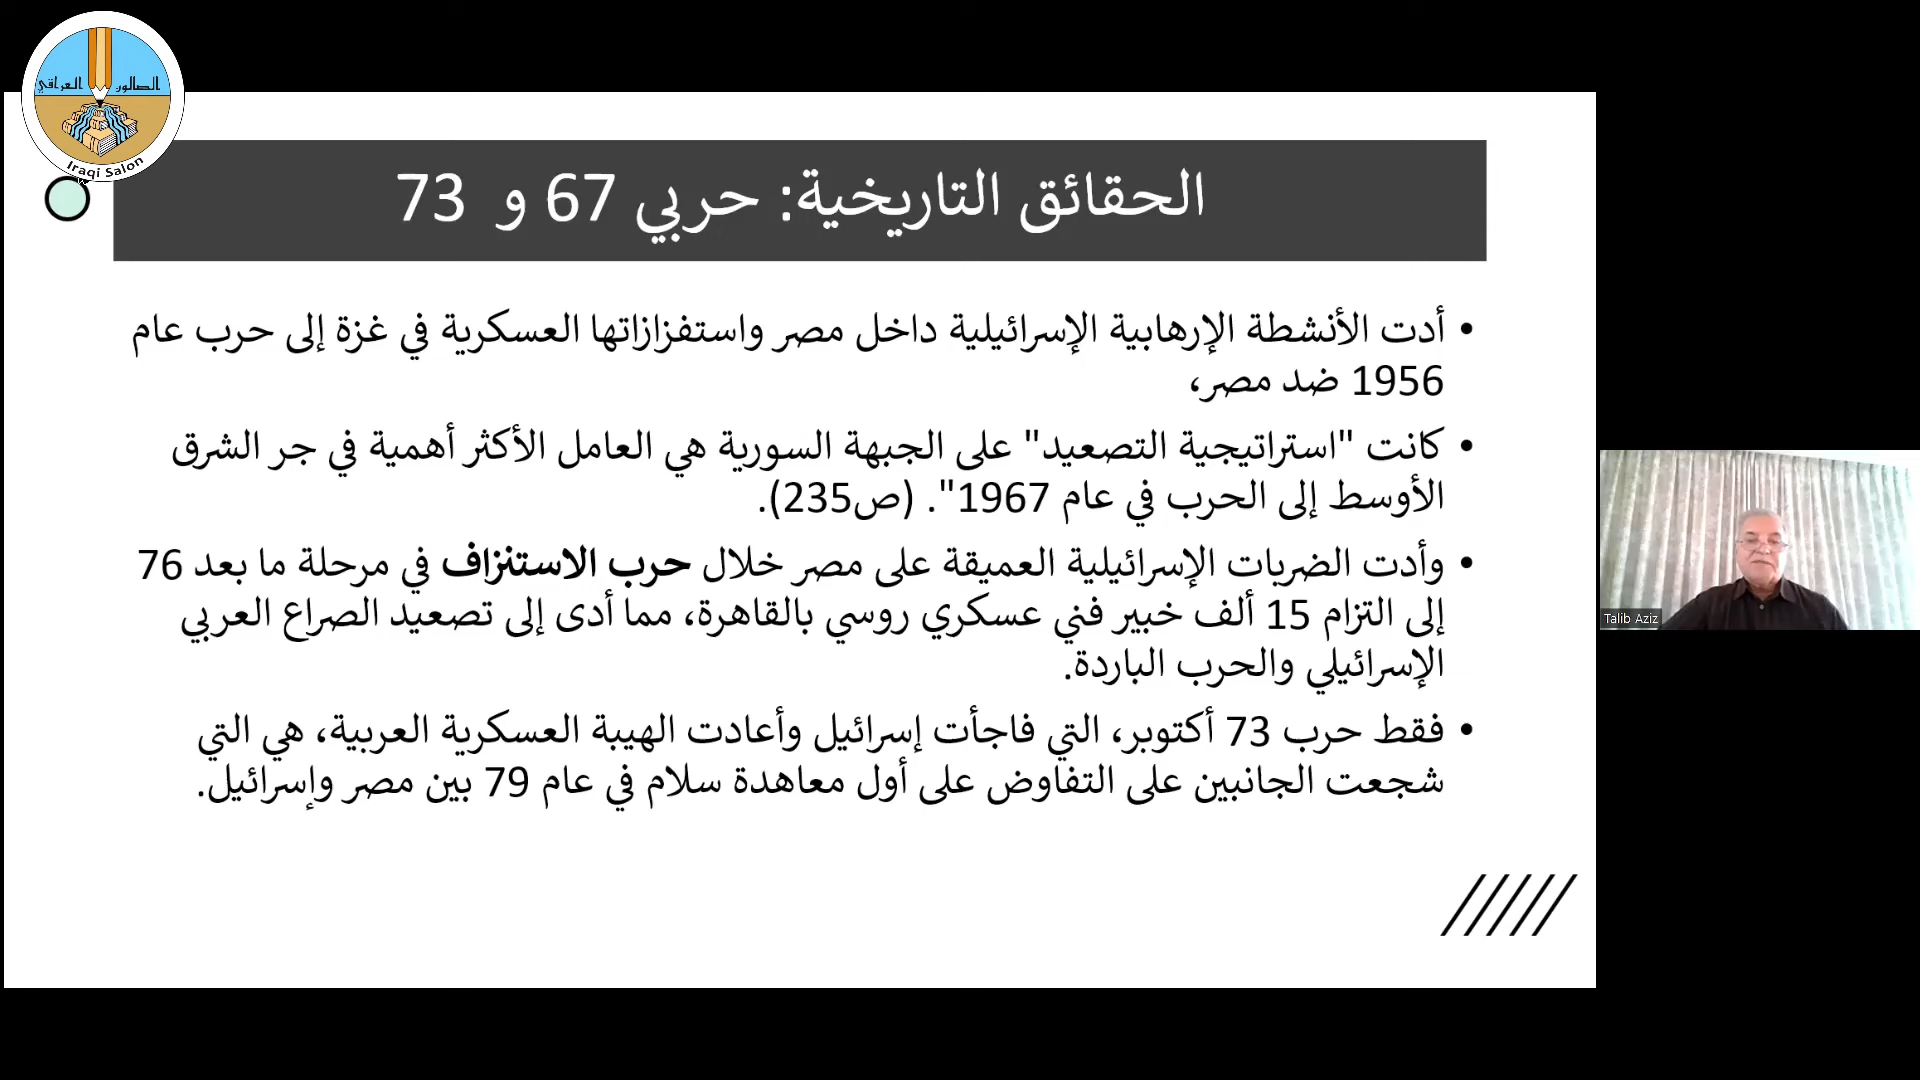 الصالون العراقي
Iraqi Salon
الحقائق التاريخية: حربي 67 و 73
• أدت الأنشطة الإرهابية الإسرائيلية داخل مصر واستفزازاتها العسكرية في غزة إلى حرب عام
1956 ضد مصر،
• كانت "استراتيجية التصعيد" على الجبهة السورية هي العامل الأكثر أهمية في جر الشرق
الأوسط إلى الحرب في عام 1967". (ص235).
• وأدت الضربات الإسرائيلية العميقة على مصر خلال حرب الاستنزاف في مرحلة ما بعد 76
إلى التزام 15 ألف خبير فني عسكري روسي بالقاهرة، مما أدى إلى تصعيد الصراع العربي
الإسرائيلي والحرب الباردة.
• فقط حرب 73 أكتوبر، التي فاجأت إسرائيل وأعادت الهيبة العسكرية العربية، هي التي
شجعت الجانبين على التفاوض على أول معاهدة سلام في عام 79 بين مصر وإسرائيل.
Talib Aziz